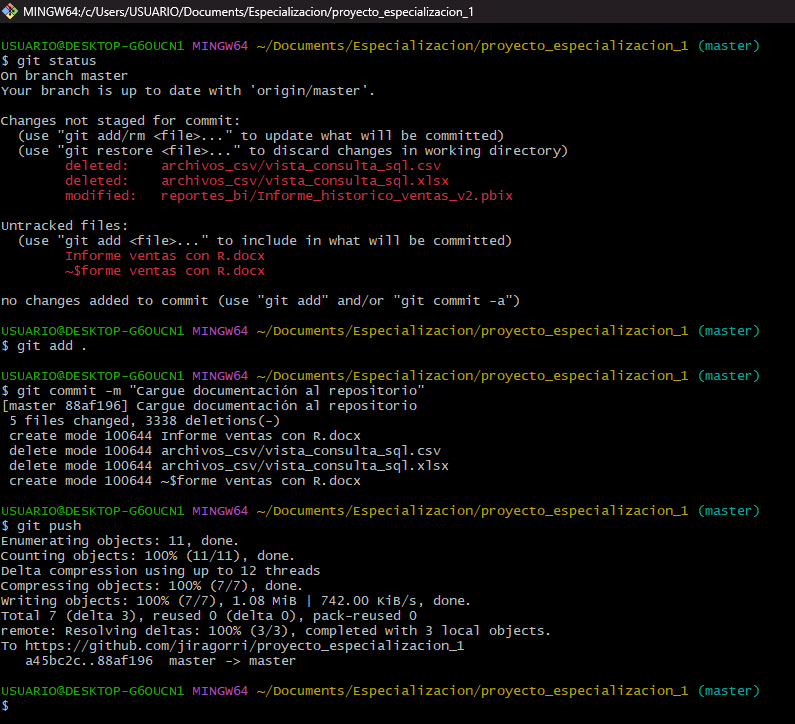 MINGW64:/c/Users/USUARIO/Documents/Especializacion/proyecto_especializacion_1
USUARIO@DESKTOP-G6OUCN1 MINGW64 ~/Documents/Especializacion/proyecto_especializacion_1 (master)
$ git status
On branch master
Your branch is up to date with 'origin/master'.
Changes not staged for commit:
  (use "git add/rm <file>..." to update what will be committed)
  (use "git restore <file>..." to discard changes in working directory)
        deleted:    archivos_csv/vista_consulta_sql.csv
        deleted:    archivos_csv/vista_consulta_sql.xlsx
        modified:   reportes_bi/Informe_historico_ventas_v2.pbix
Untracked files:
  (use "git add <file>..." to include in what will be committed)
        Informe ventas con R.docx
        ~$forme ventas con R.docx
no changes added to commit (use "git add" and/or "git commit -a")
USUARIO@DESKTOP-G6OUCN1 MINGW64 ~/Documents/Especializacion/proyecto_especializacion_1 (master)
$ git add .
USUARIO@DESKTOP-G6OUCN1 MINGW64 ~/Documents/Especializacion/proyecto_especializacion_1 (master)
$ git commit -m "Cargue documentación al repositorio"
[master 88af196] Cargue documentación al repositorio
 5 files changed, 3338 deletions(-)
 create mode 100644 Informe ventas con R.docx
 delete mode 100644 archivos_csv/vista_consulta_sql.csv
 delete mode 100644 archivos_csv/vista_consulta_sql.xlsx
 create mode 100644 ~$forme ventas con R.docx
USUARIO@DESKTOP-G6OUCN1 MINGW64 ~/Documents/Especializacion/proyecto_especializacion_1 (master)
$ git push
Enumerating objects: 11, done.
Counting objects: 100% (11/11), done.
Delta compression using up to 12 threads
Compressing objects: 100% (7/7), done.
Writing objects: 100% (7/7), 1.08 MiB | 742.00 KiB/s, done.
Total 7 (delta 3), reused 0 (delta 0), pack-reused 0
remote: Resolving deltas: 100% (3/3), completed with 3 local objects.
To https://github.com/jiragorri/proyecto_especializacion_1
   a45bc2c..88af196  master -> master
USUARIO@DESKTOP-G6OUCN1 MINGW64 ~/Documents/Especializacion/proyecto_especializacion_1 (master)
$